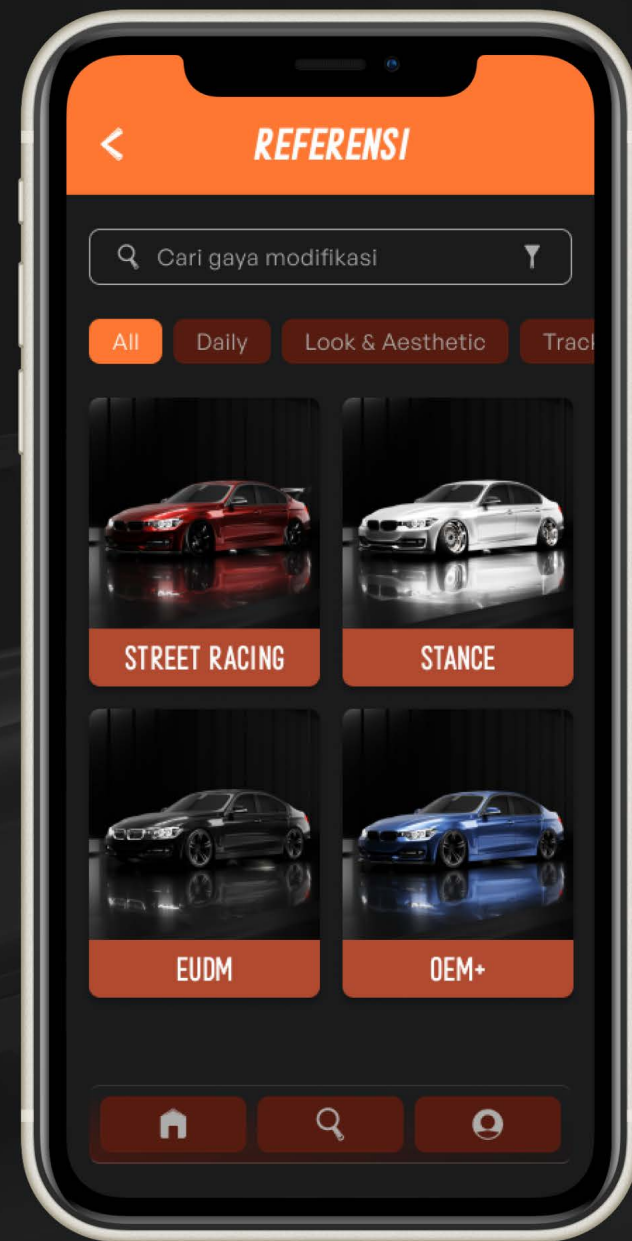 REFERENSI
Cari gaya modifikasi
All Daily Look & Aesthetic
STREET RACING STANCE
EUDM OEM+